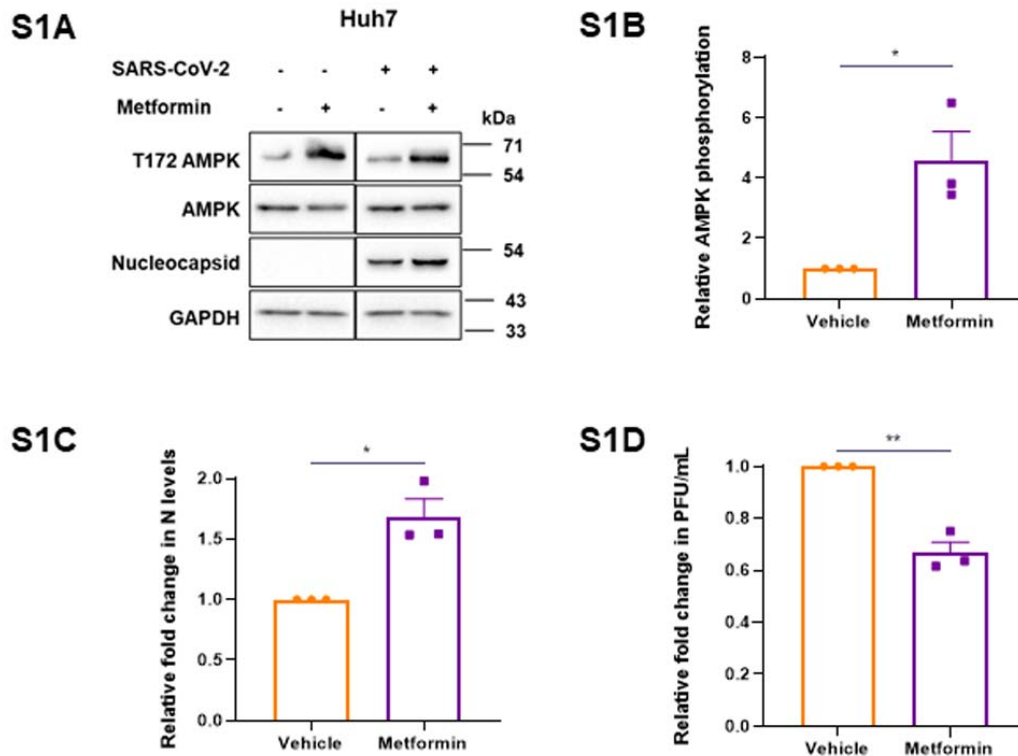 S1A
Huh7
SARS-CoV-2 - - + +
Metformin - + - +
kDa
T172 AMPK
71
54
AMPK
Nucleocapsid
54
GAPDH
43
33
S1B
*
Relative AMPK phosphorylation
8
6
4
2
0
Vehicle Metformin
S1C
*
Relative fold change in N levels
2.0
1.5
1.0
0.5
0.0
Vehicle Metformin
S1D
**
Relative fold change in PFU/mL
1.0
0.8
0.6
0.4
0.2
0.0
Vehicle Metformin